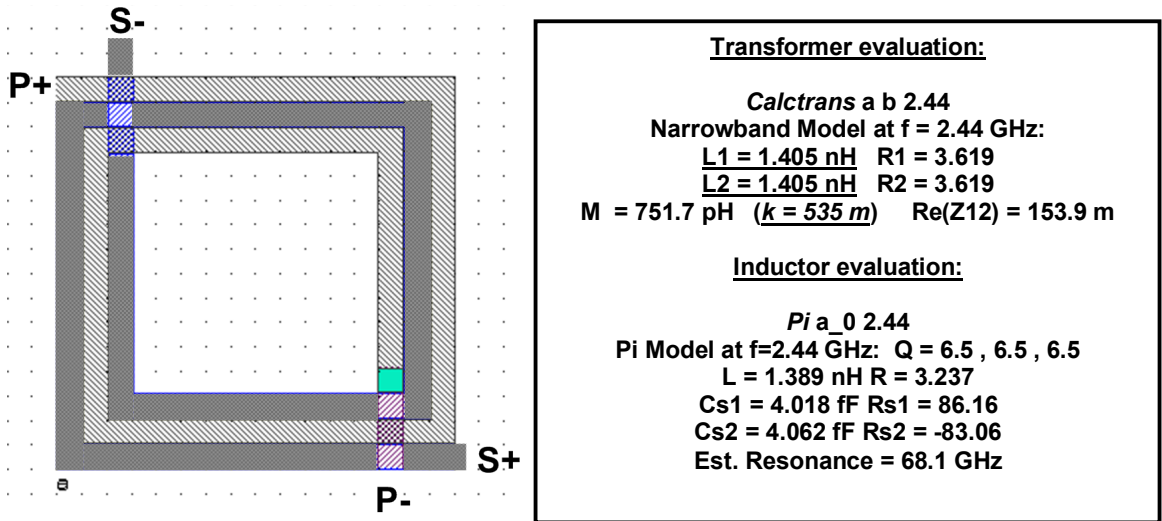 S-
P+
S+
P-
Transformer evaluation:
Calctrans a b 2.44
Narrowband Model at f = 2.44 GHz:
L1 = 1.405 nH R1 = 3.619
L2 = 1.405 nH R2 = 3.619
M = 751.7 pH (k = 535 m) Re(Z12) = 153.9 m
Inductor evaluation:
Pi a_0 2.44
Pi Model at f=2.44 GHz: Q = 6.5 , 6.5 , 6.5
L = 1.389 nH R = 3.237
Cs1 = 4.018 fF Rs1 = 86.16
Cs2 = 4.062 fF Rs2 = -83.06
Est. Resonance = 68.1 GHz